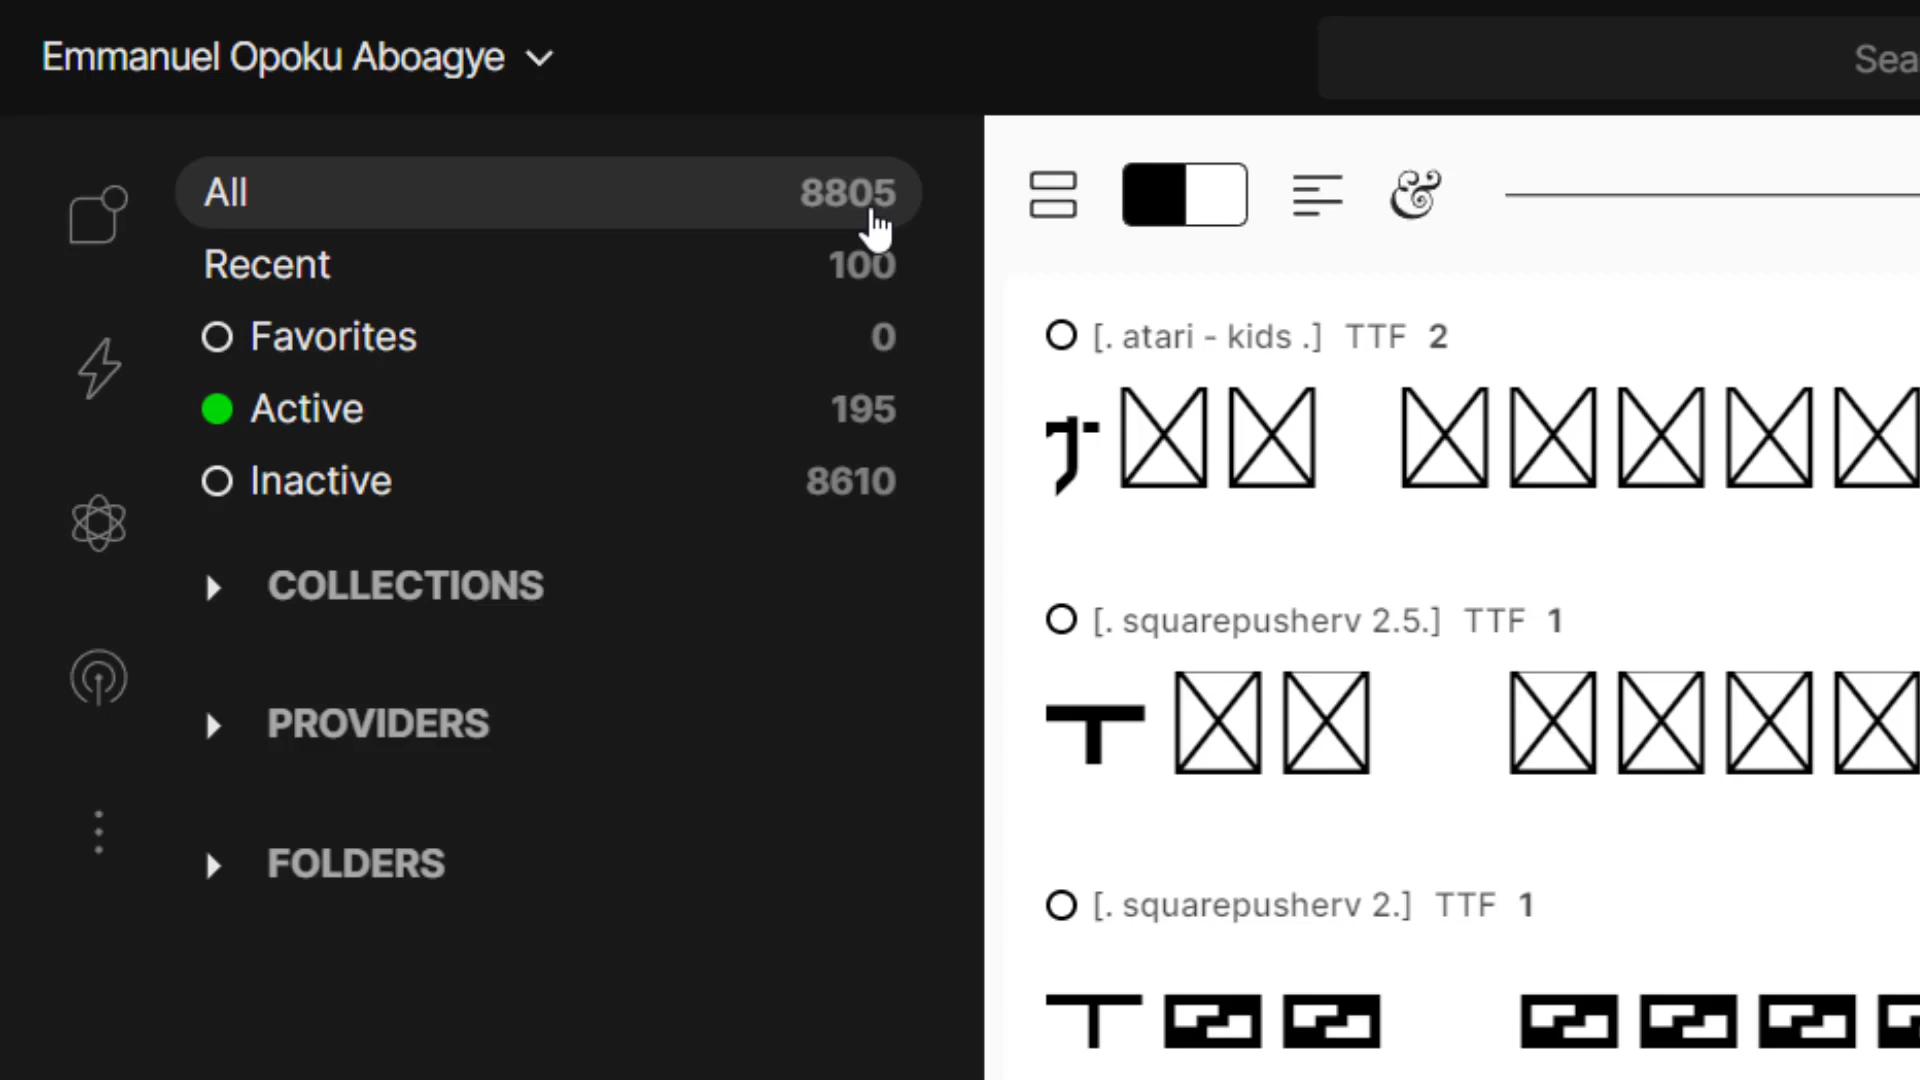 Emmanuel Opoku Aboagye
All 8805
Recent 100
Favorites 0
Active 195
Inactive 8610
COLLECTIONS
PROVIDERS
FOLDERS
&
[. atari - kids .] TTF 2
[. squarepusherv 2.5.] TTF 1
T
[. squarepusherv 2.] TTF 1
T